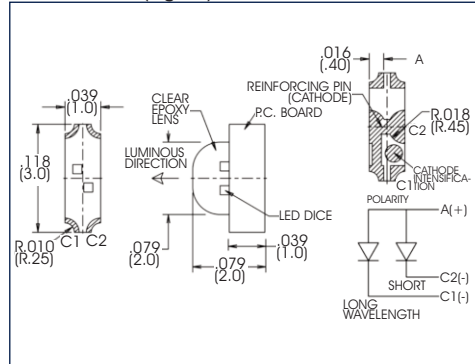 .039
(1.0)
.118
(3.0)
R.010
(R.25)
C1 C2
CLEAR
EPOXY
LENS
P.C. BOARD
LUMINOUS
DIRECTION
LED DICE
.079
(2.0)
.079
(2.0)
.039
(1.0)
.016
(.40)
A
REINFORCING PIN
(CATHODE)
R.018
(R.45)
C2
C1
CATHODE
INTENSIFICA-
TION
POLARITY
A(+)
C2(-)
SHORT
C1(-)
LONG
WAVELENGTH